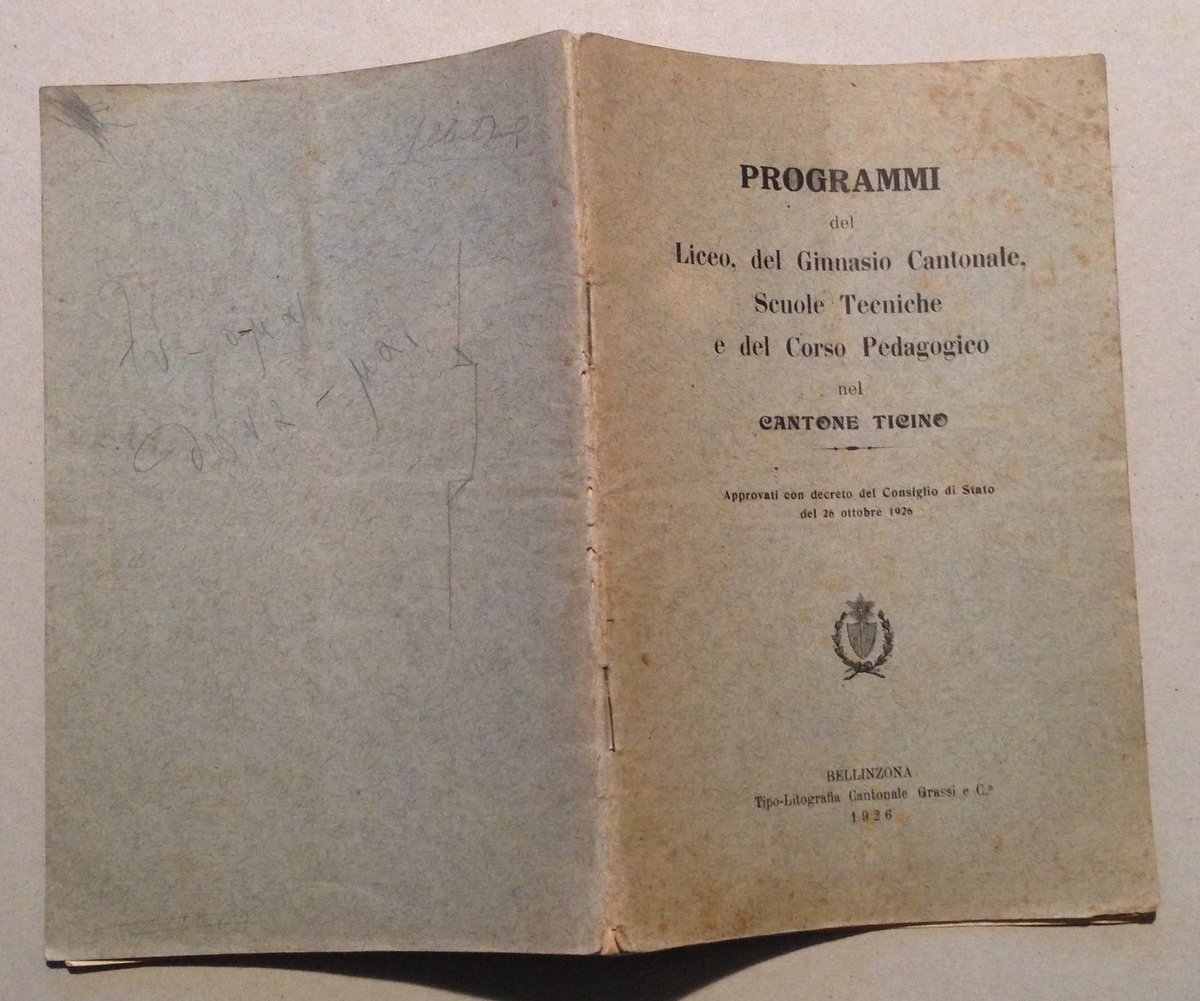 PROGRAMMI
del
Liceo, del Ginnasio Cantonale,
Scuole Tecniche
e del Corso Pedagogico
nel
CANTONE TICINO
Approvati con decreto del Consiglio di Stato
del 26 ottobre 1926
BELLINZONA
Tipo-Litografia Cantonale Grassi e C.º
1926